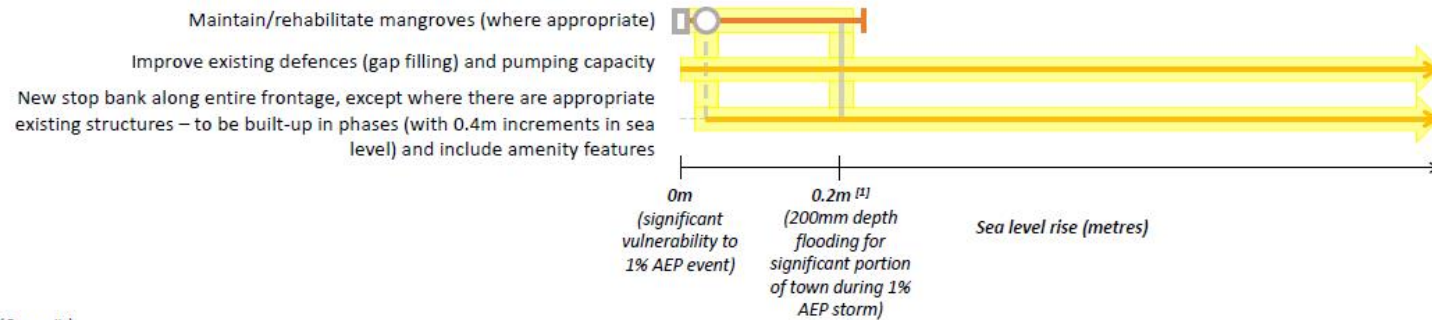 Maintain/rehabilitate mangroves (where appropriate)
Improve existing defences (gap filling) and pumping capacity
New stop bank along entire frontage, except where there are appropriate
existing structures – to be built-up in phases (with 0.4m increments in sea
level) and include amenity features
0m
(significant
vulnerability to
1% AEP event)
0.2m [1]
(200mm depth
flooding for
significant portion
of town during 1%
AEP storm)
Sea level rise (metres)